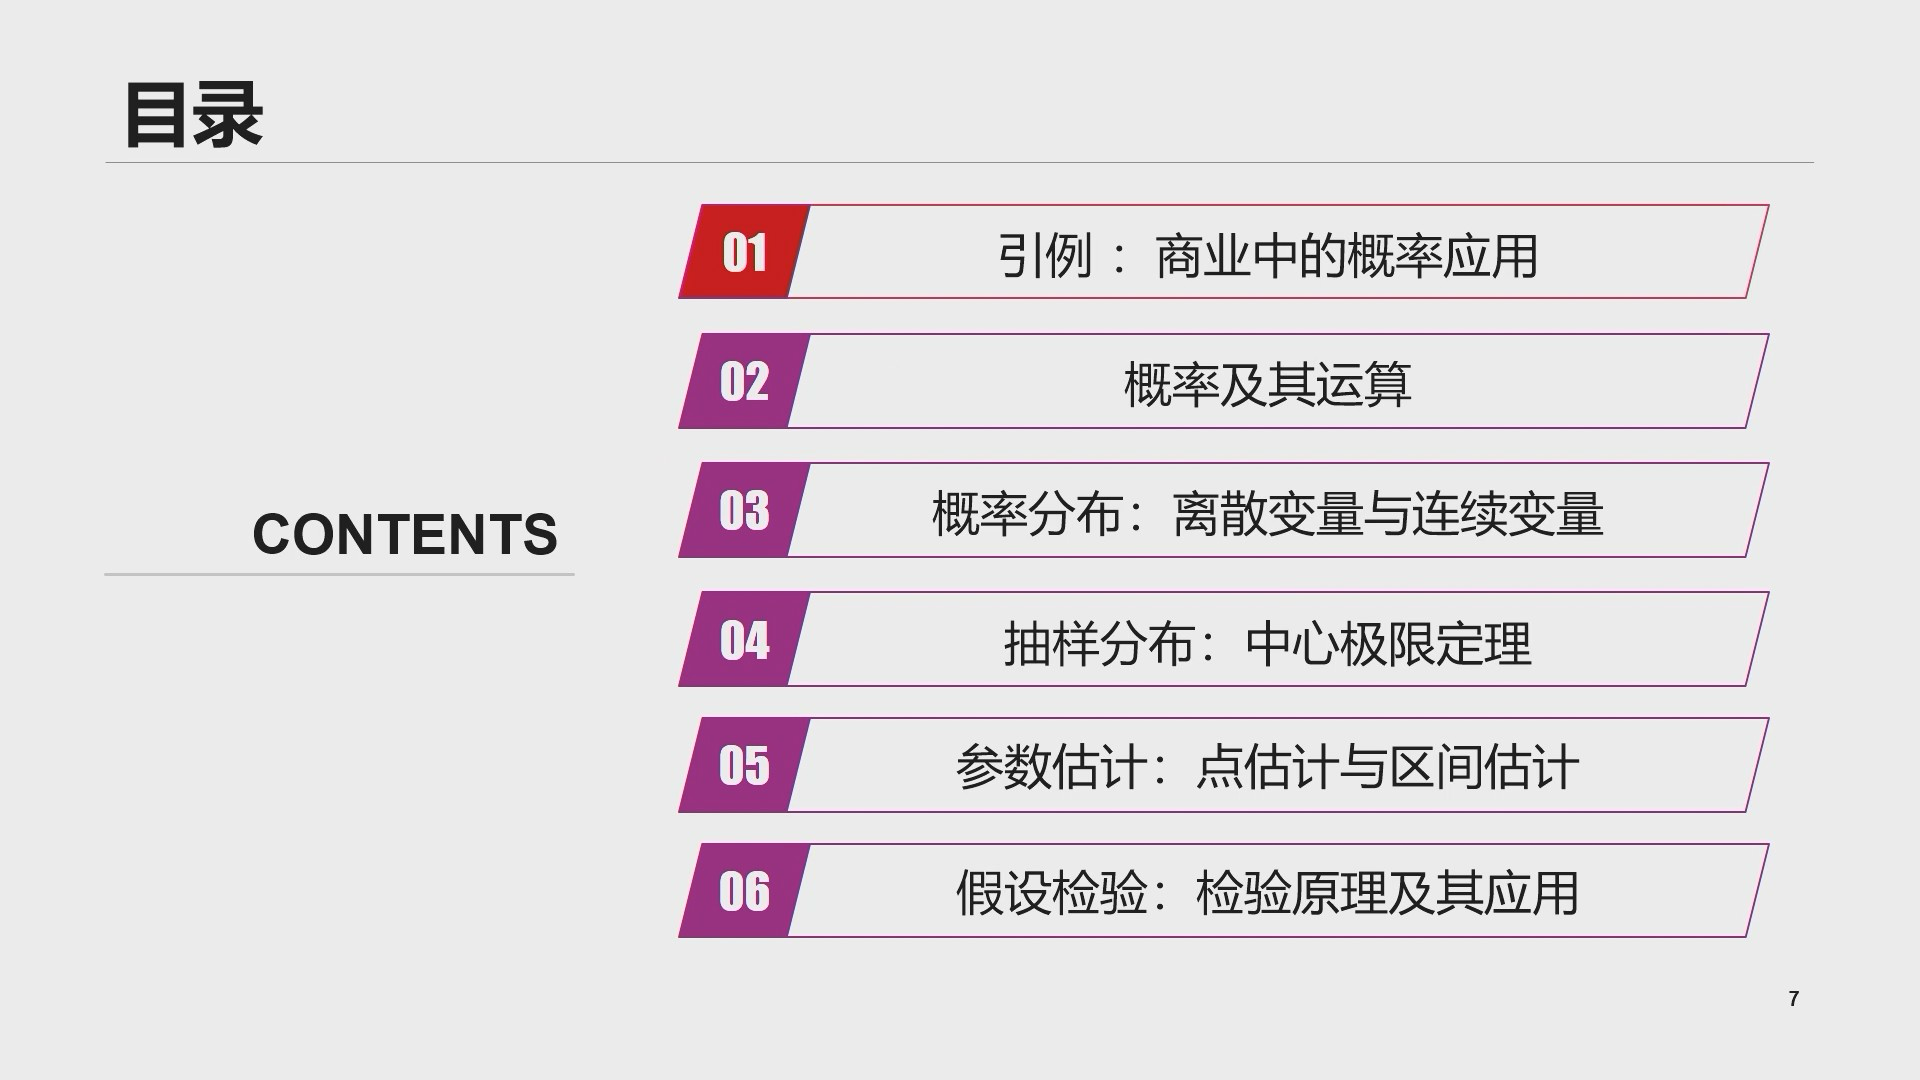 目录
CONTENTS
01 引例 ：商业中的概率应用
02 概率及其运算
03 概率分布：离散变量与连续变量
04 抽样分布：中心极限定理
05 参数估计：点估计与区间估计
06 假设检验：检验原理及其应用
7